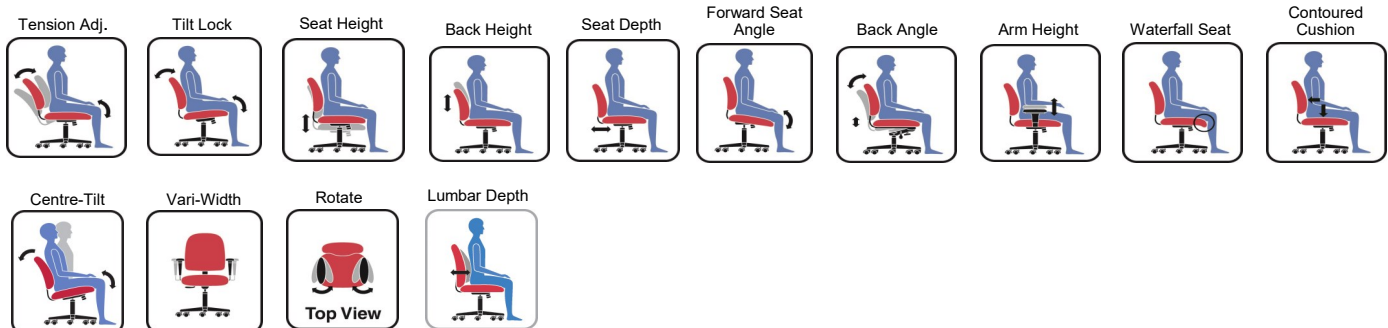 Tension Adj.
Tilt Lock
Seat Height
Back Height
Seat Depth
Forward Seat
Angle
Back Angle
Arm Height
Waterfall Seat
Contoured
Cushion
Centre-Tilt
Vari-Width
Rotate
Lumbar Depth
Top View